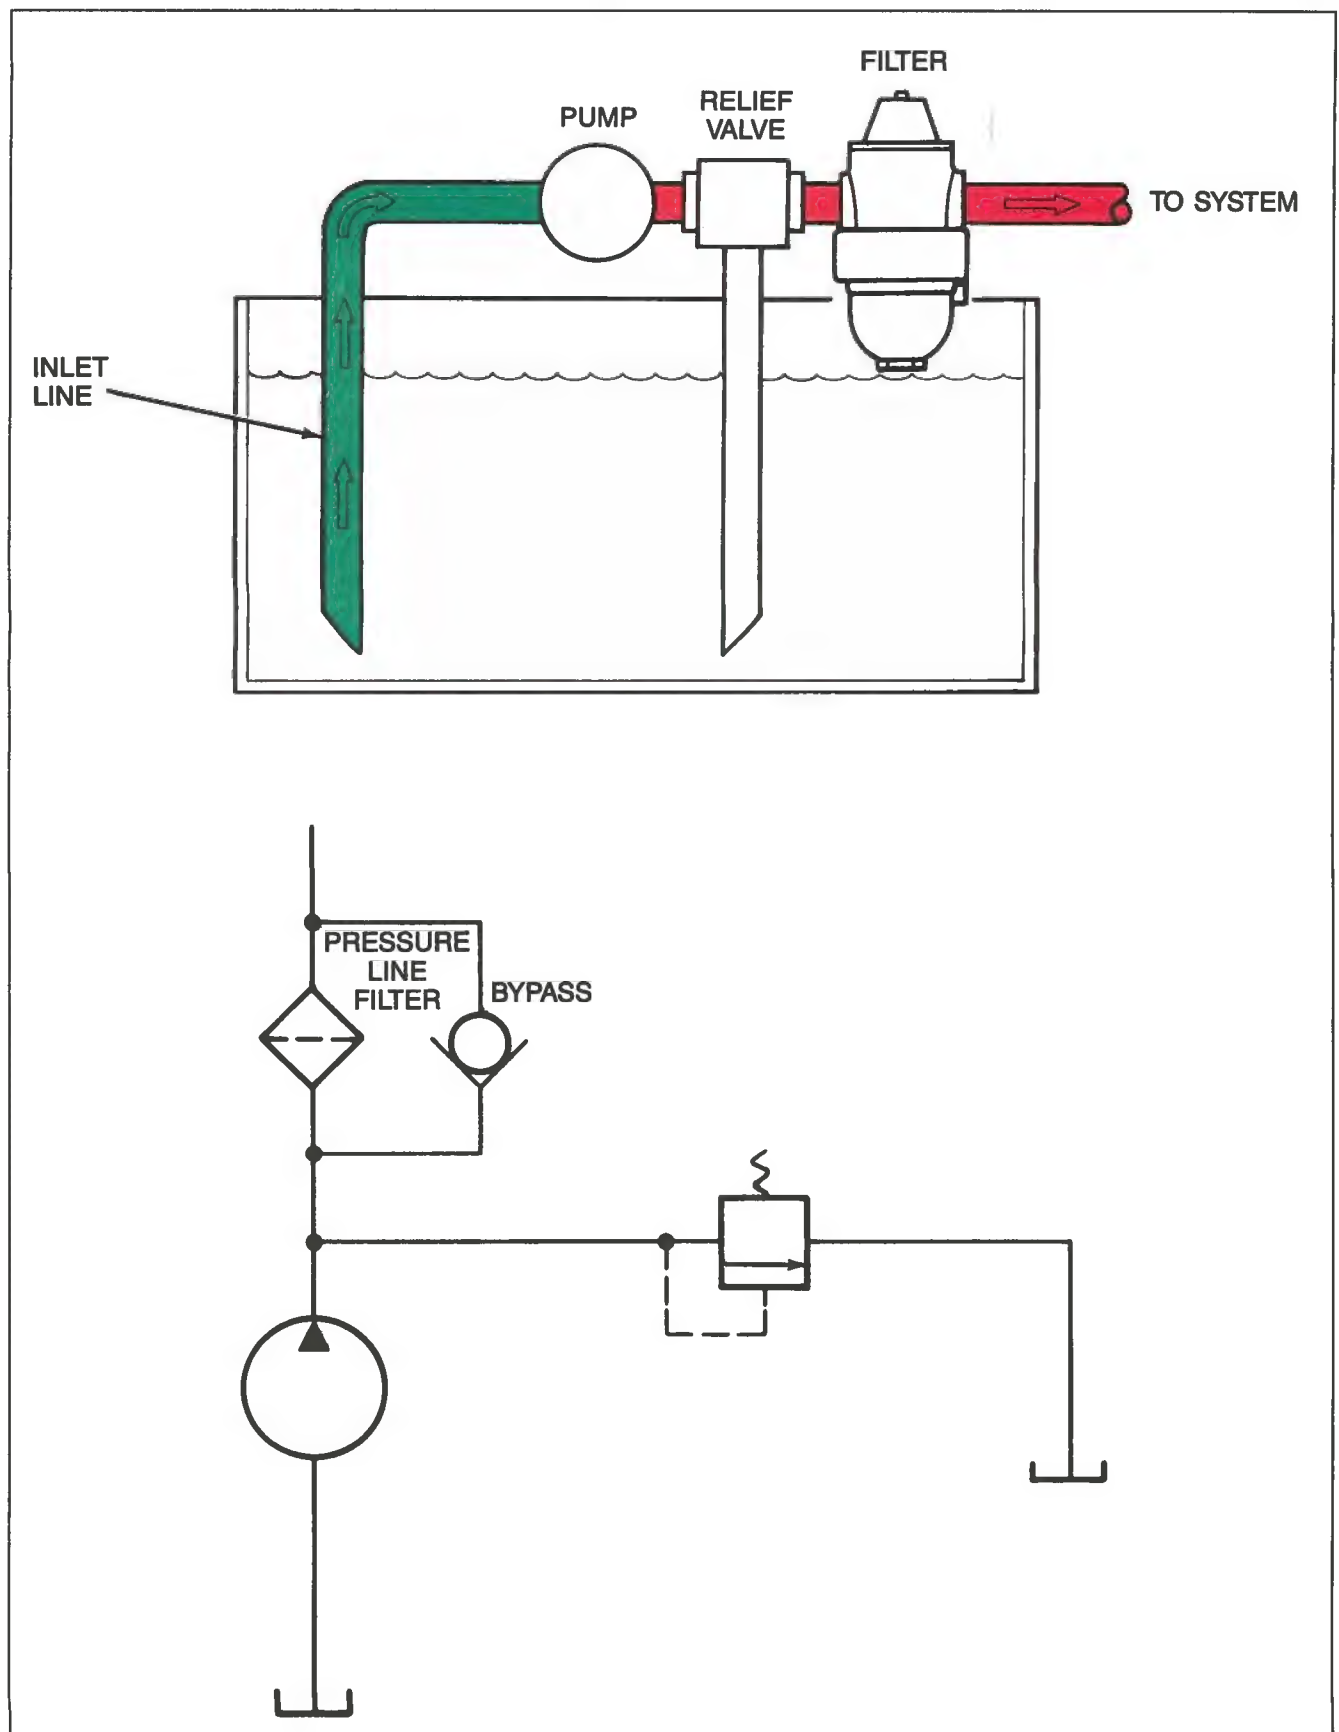 FILTER
PUMP
RELIEF
VALVE
TO SYSTEM
INLET
LINE
PRESSURE
LINE
FILTER
BYPASS